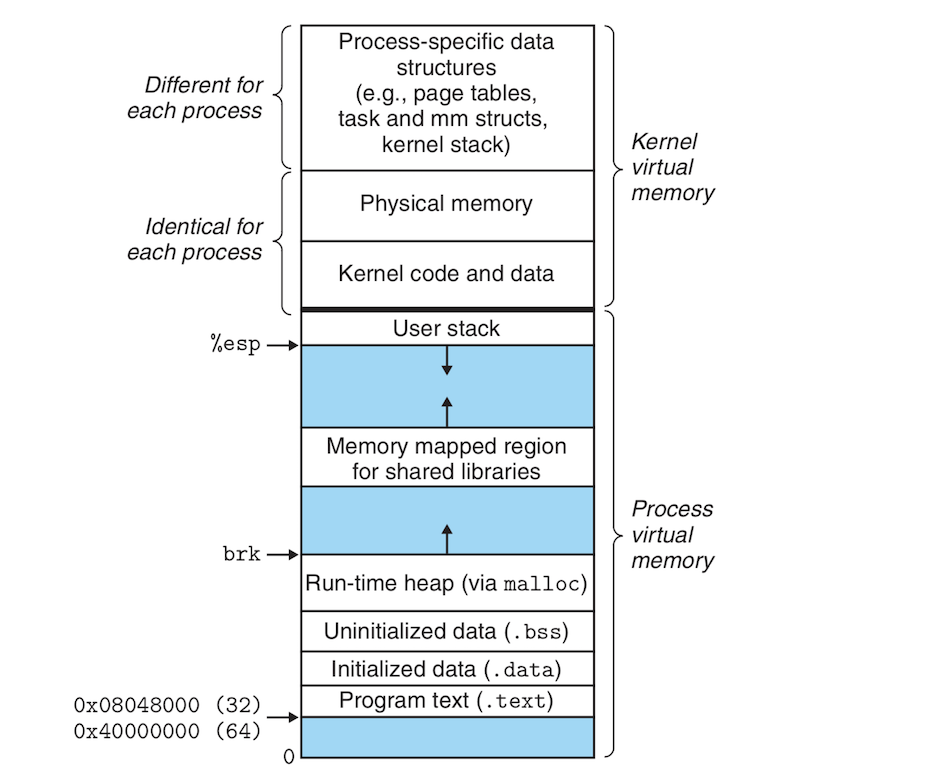 Process-specific data
structures
(e.g., page tables,
task and mm structs,
kernel stack)
Different for
each process
Kernel
virtual
memory
Physical memory
Identical for
each process
Kernel code and data
User stack
%esp
Memory mapped region
for shared libraries
Process
virtual
memory
brk
Run-time heap (via malloc)
Uninitialized data (.bss)
Initialized data (.data)
Program text (.text)
0x08048000 (32)
0x40000000 (64)
0